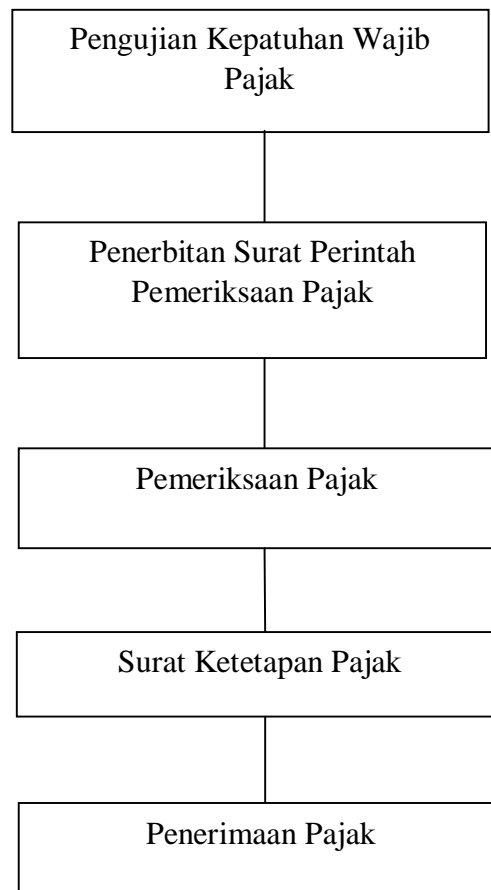 Pengujian Kepatuhan Wajib
Pajak
Penerbitan Surat Perintah
Pemeriksaan Pajak
Pemeriksaan Pajak
Surat Ketetapan Pajak
Penerimaan Pajak